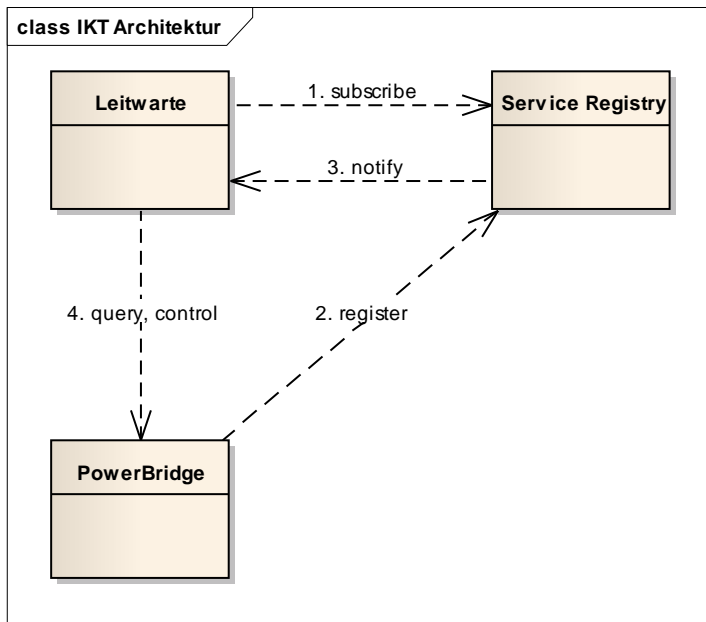 class IKT Architektur
Leitwarte
1. subscribe
Service Registry
3. notify
4. query, control
2. register
PowerBridge